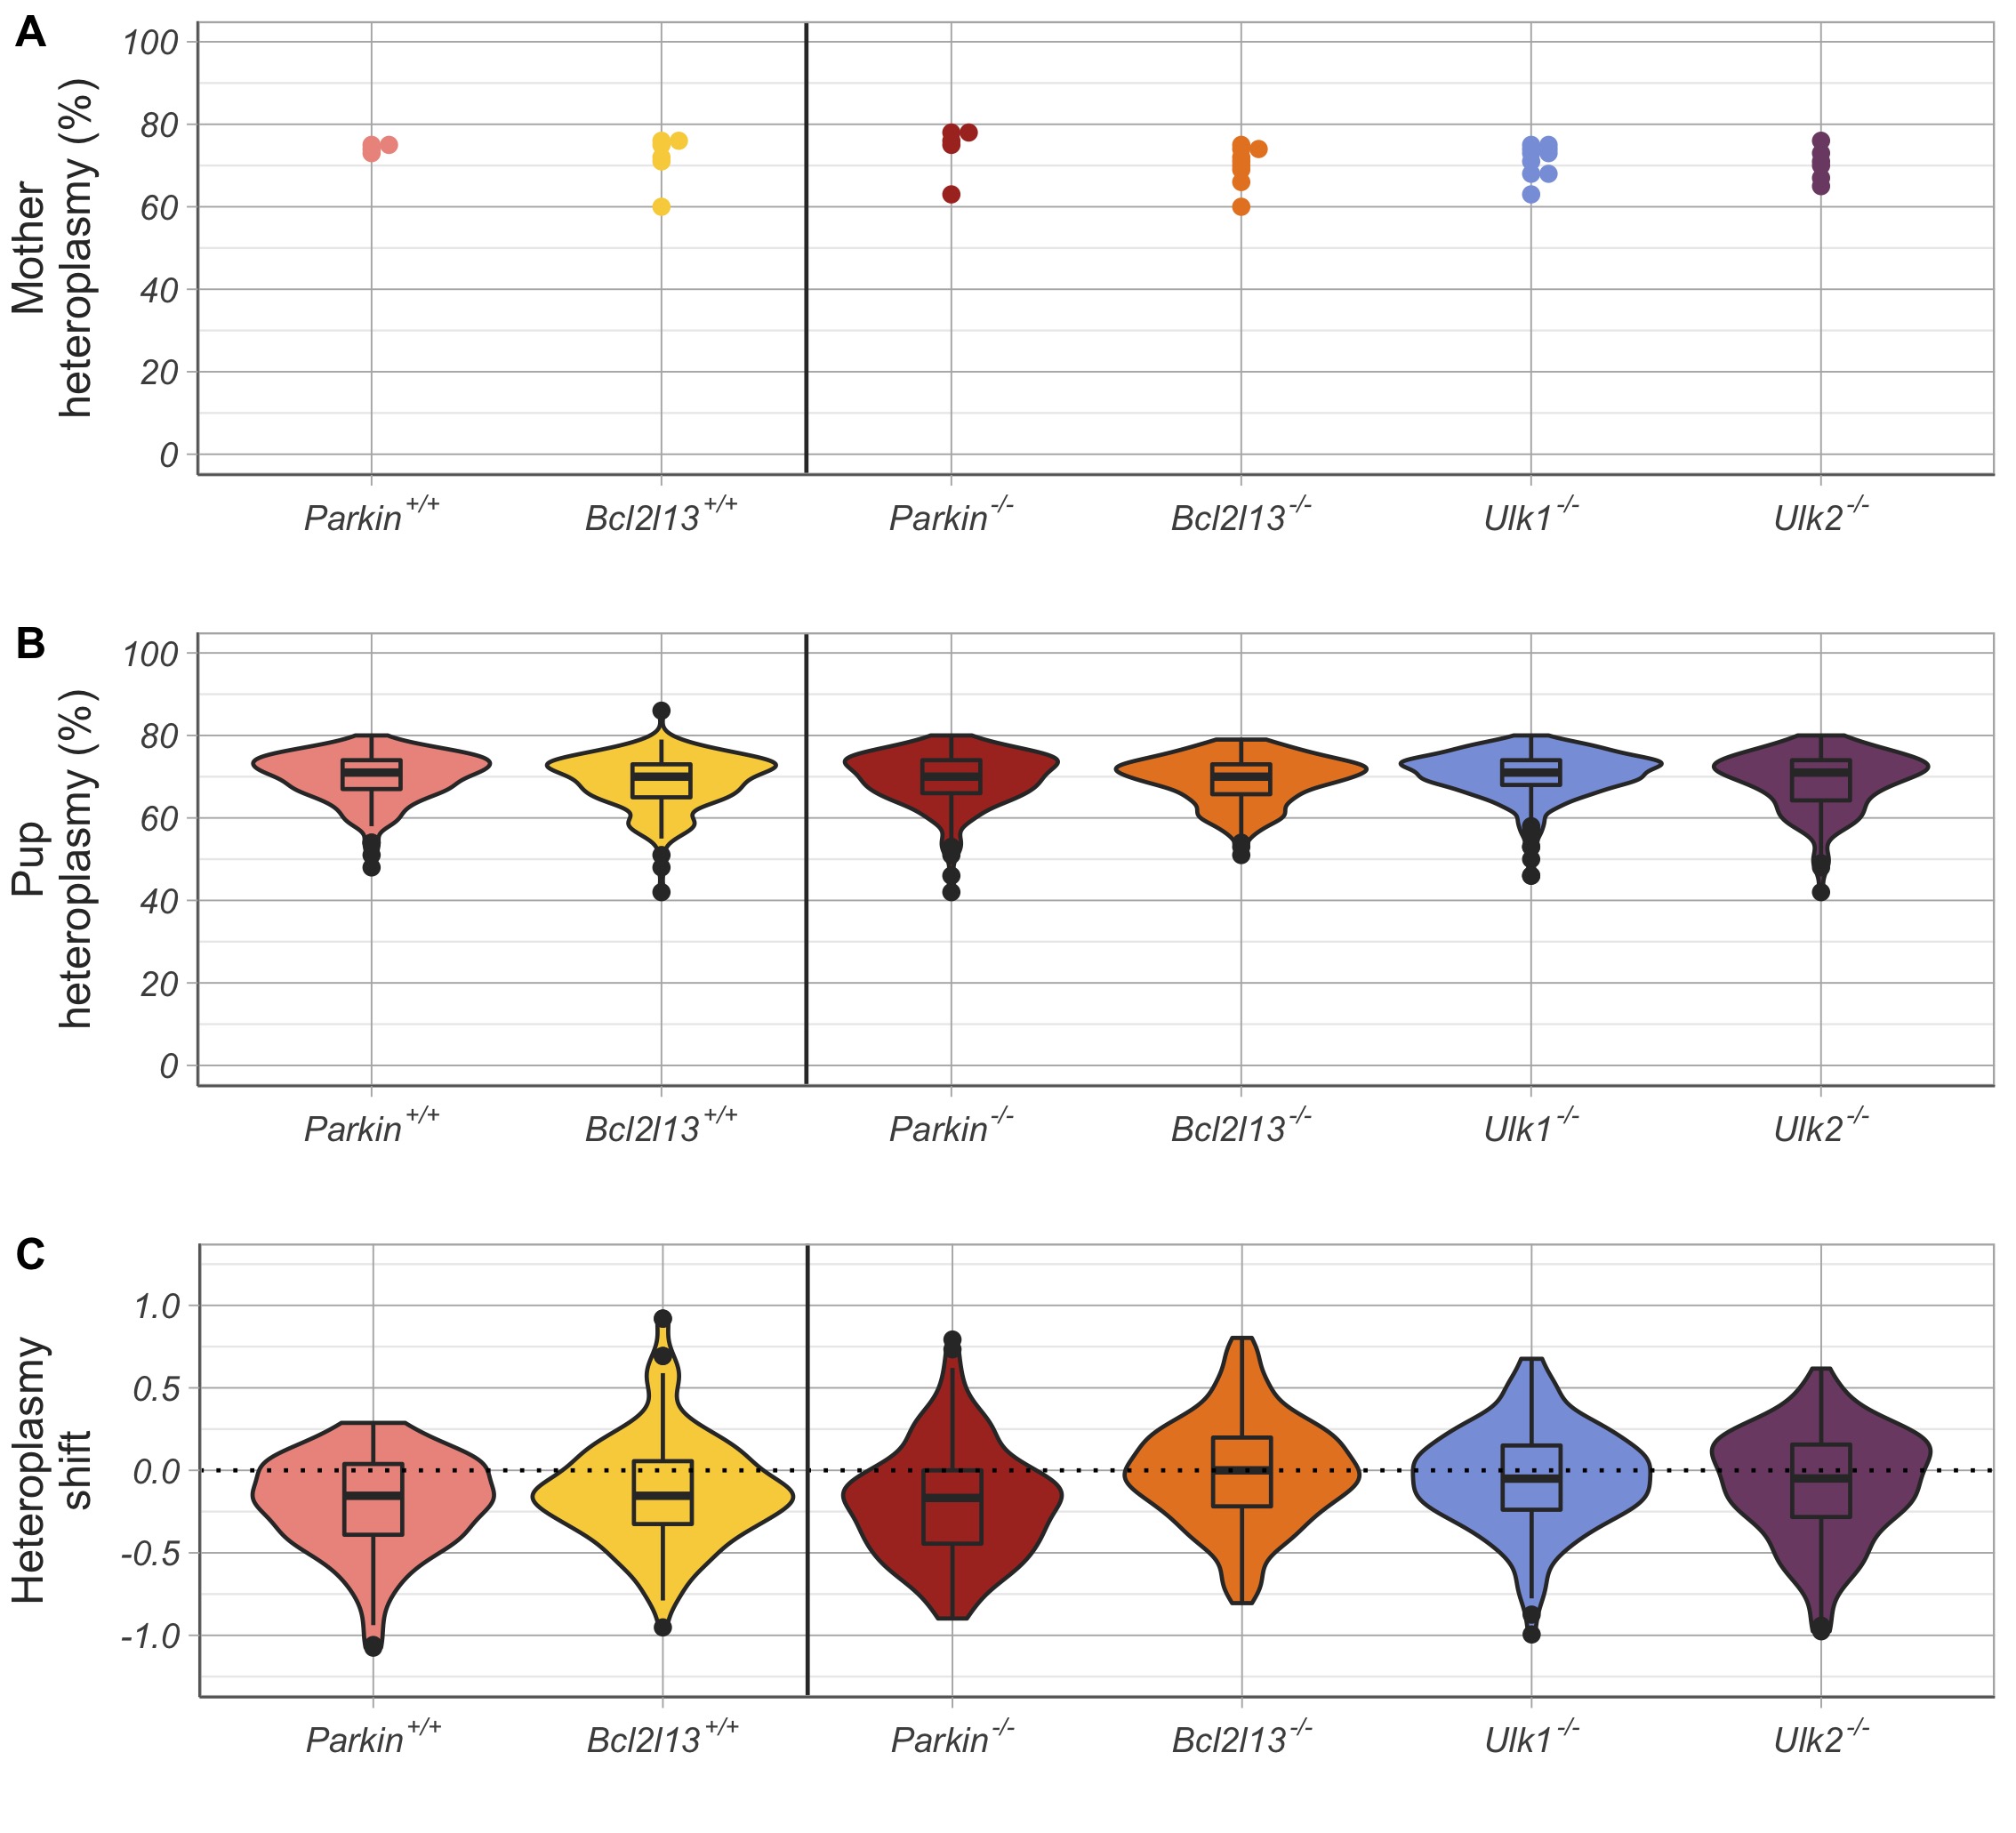 A
Mother
heteroplasmy (%)
100
80
60
40
20
0
Parkin+/+ Bcl2l13+/+ Parkin-/- Bcl2l13-/- Ulk1-/- Ulk2-/-
B
Pup
heteroplasmy (%)
100
80
60
40
20
0
Parkin+/+ Bcl2l13+/+ Parkin-/- Bcl2l13-/- Ulk1-/- Ulk2-/-
C
Heteroplasmy
shift
1.0
0.5
0.0
-0.5
-1.0
Parkin+/+ Bcl2l13+/+ Parkin-/- Bcl2l13-/- Ulk1-/- Ulk2-/-